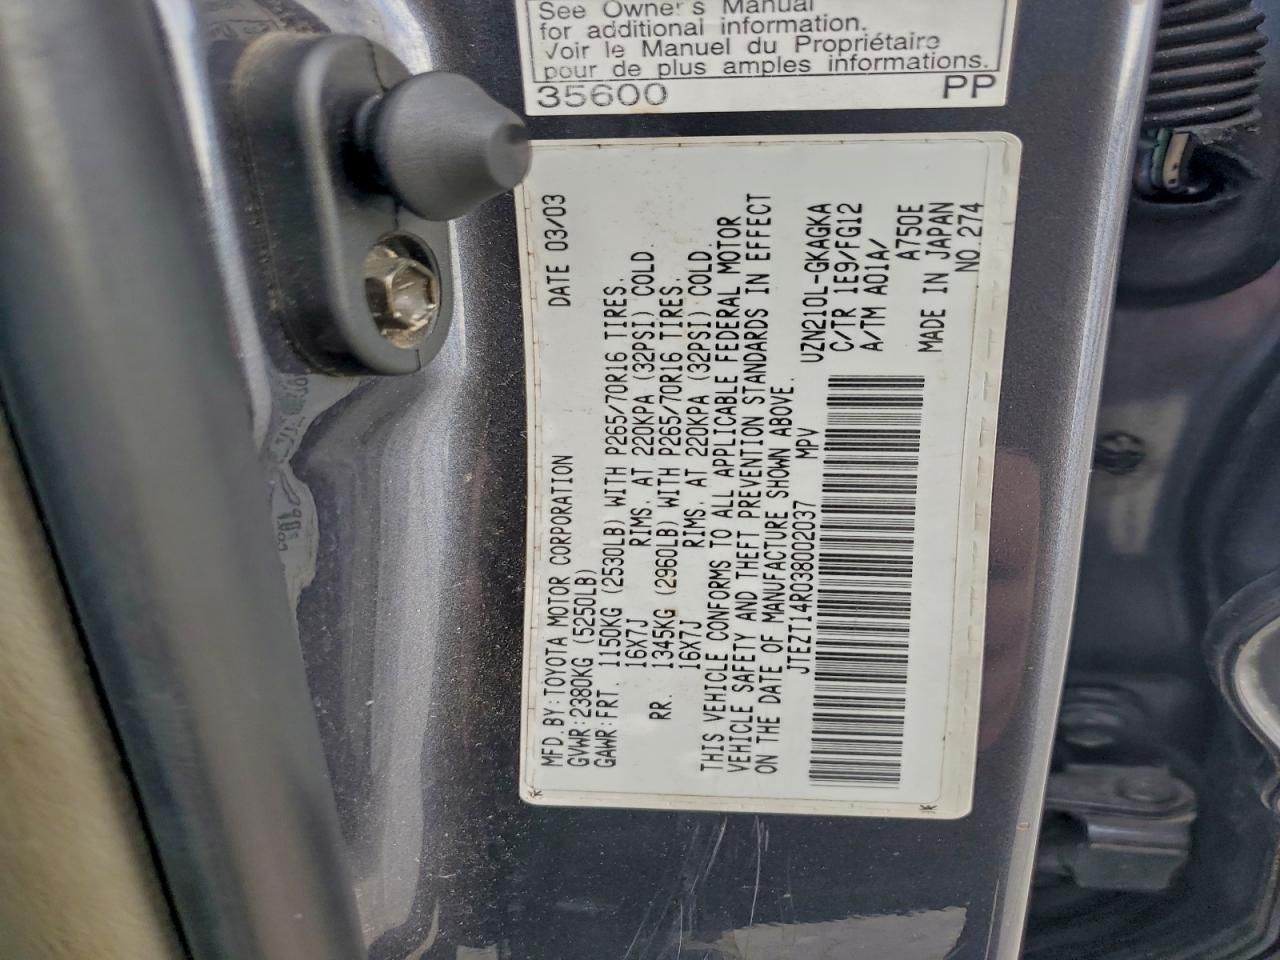 See Owner's Manual
for additional information.
Voir le Manuel du Propriétaire
pour de plus amples informations.
35600 PP
MFD. BY: TOYOTA MOTOR CORPORATION DATE 03/03
GVWR: 2380KG (5250LB)
GAWR: FRT. 1150KG (2530LB) WITH P265/70R16 TIRES.
16X7J RIMS. AT 220KPA (32PSI) COLD.
RR. 1345KG (2960LB) WITH P265/70R16 TIRES.
16X7J RIMS. AT 220KPA (32PSI) COLD.
THIS VEHICLE CONFORMS TO ALL APPLICABLE FEDERAL MOTOR
VEHICLE SAFETY AND THEFT PREVENTION STANDARDS IN EFFECT
ON THE DATE OF MANUFACTURE SHOWN ABOVE.
JTEZT14R038002037 MPV
UZN210L-GKAGKA
C/TR 1E9/FG12
A/TM A01A/
A750E
MADE IN JAPAN
NO.274